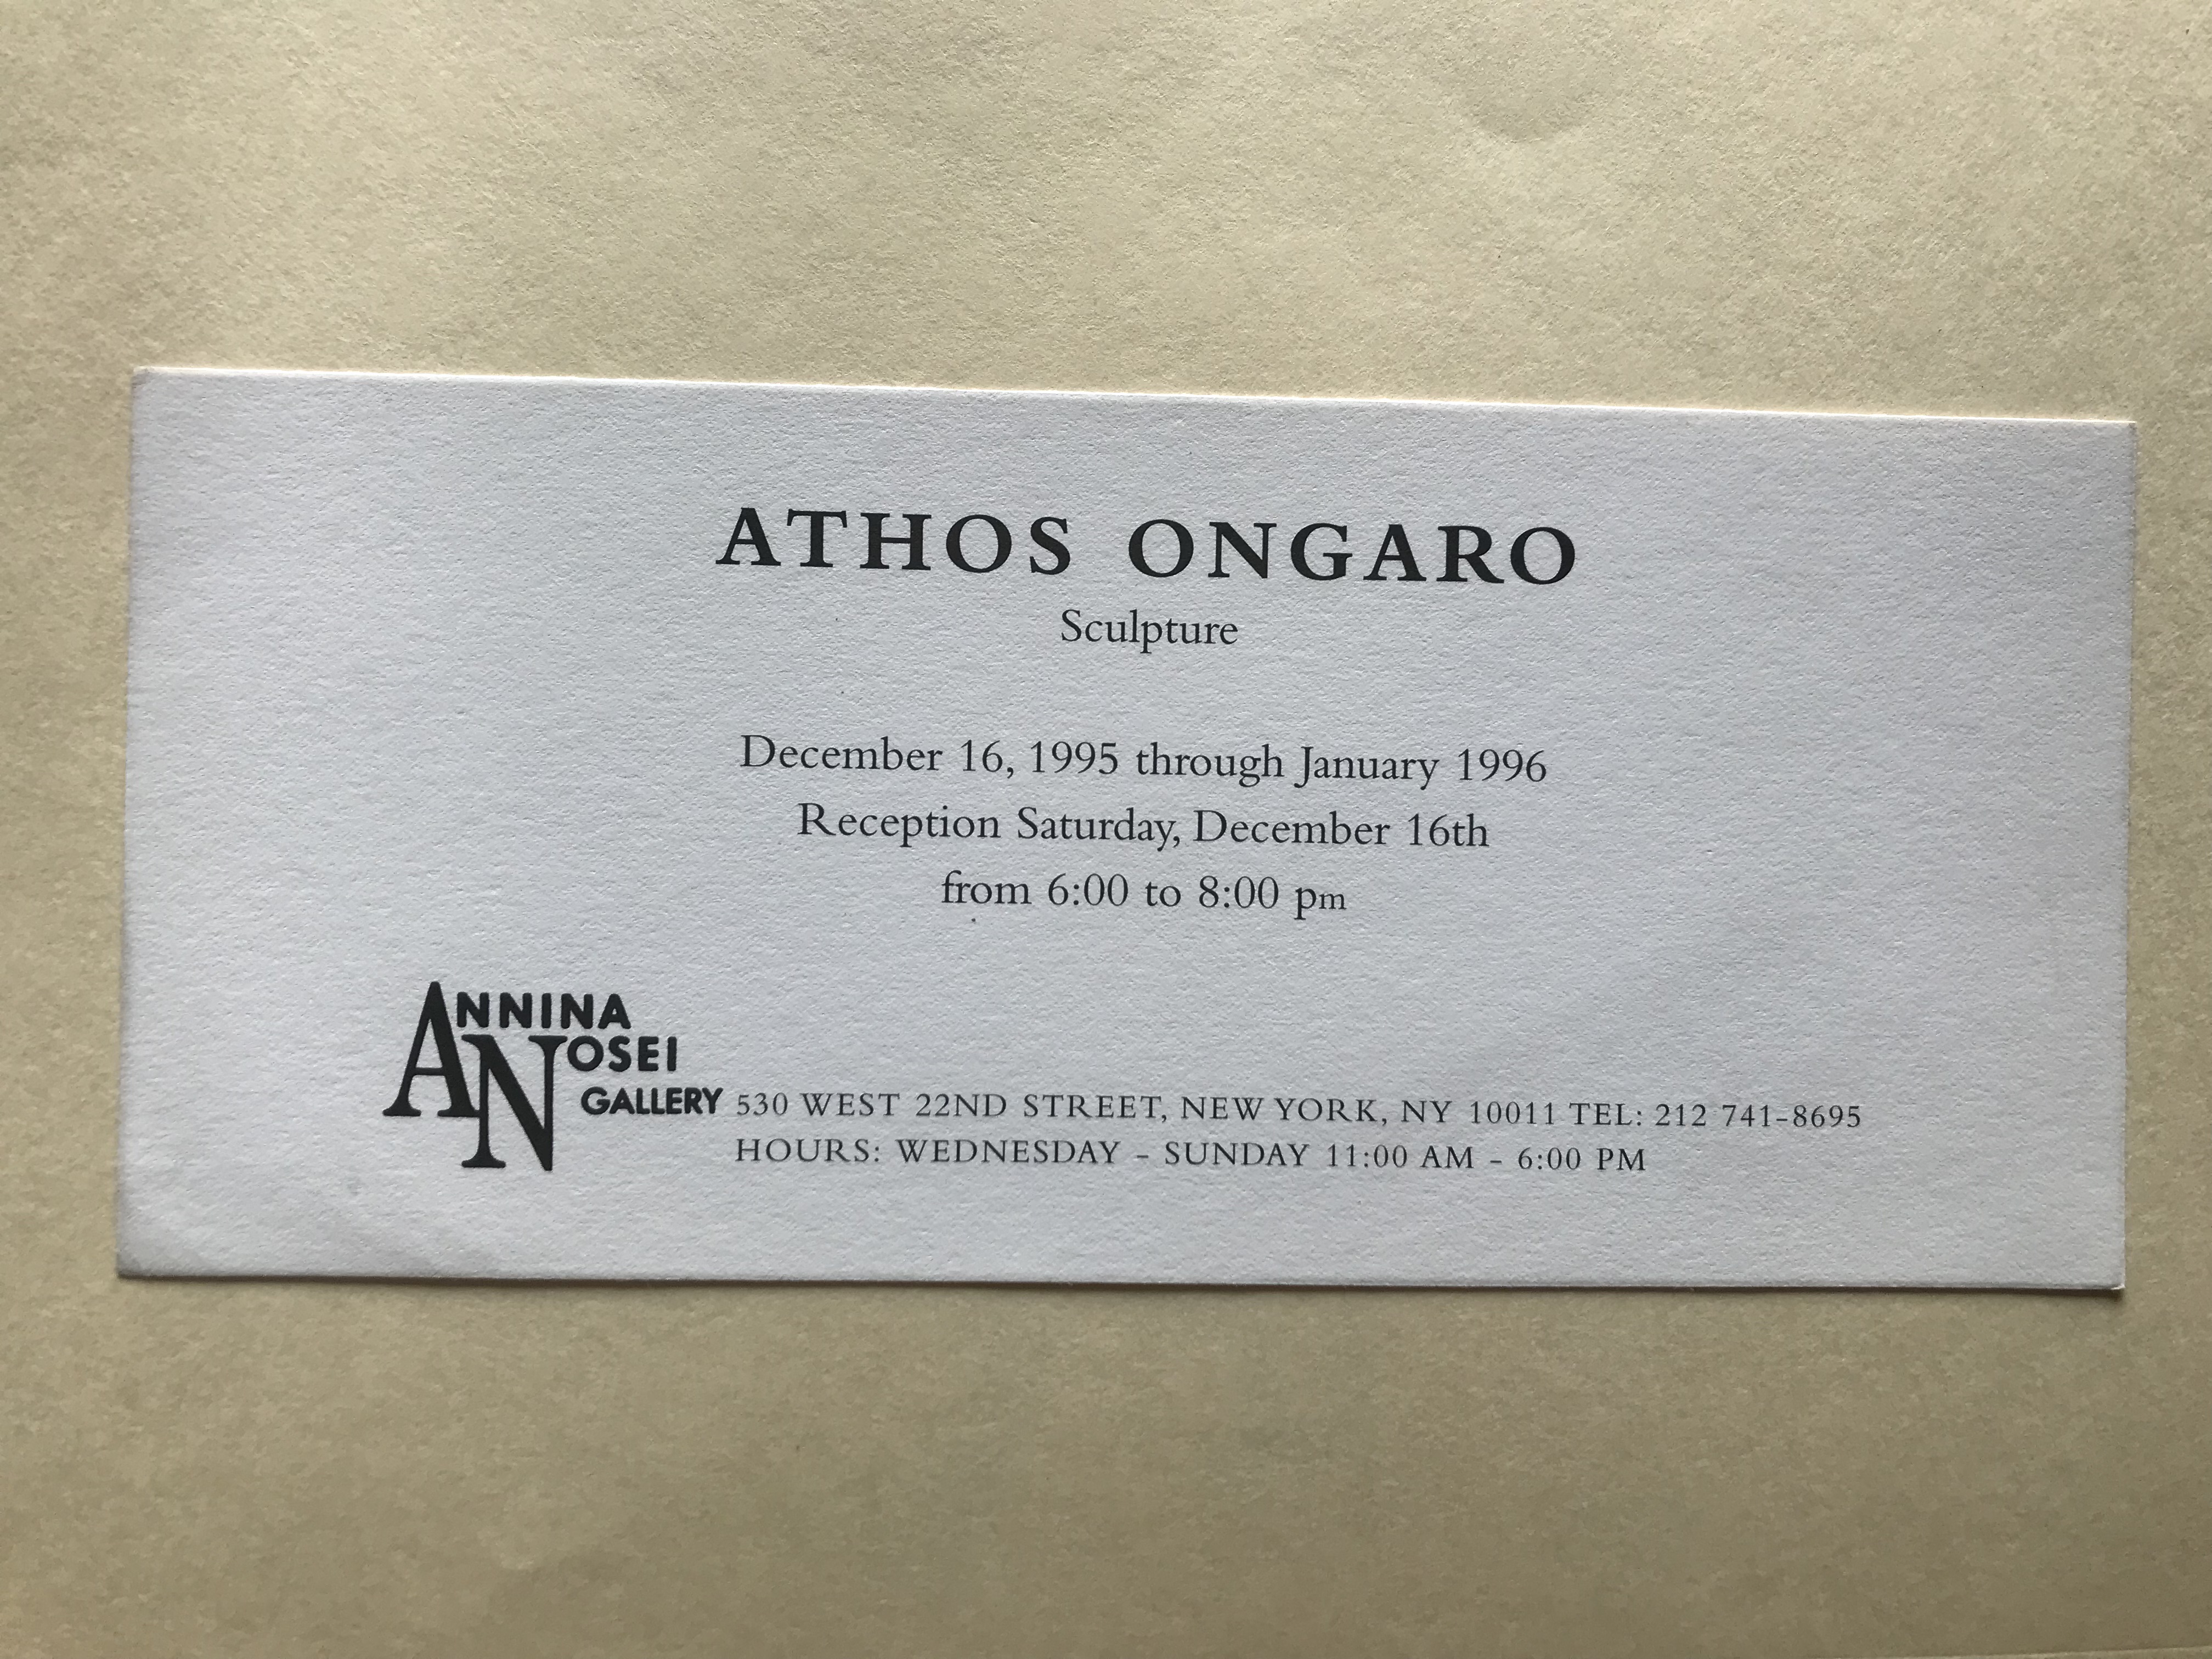 ATHOS ONGARO
Sculpture
December 16, 1995 through January 1996
Reception Saturday, December 16th
from 6:00 to 8:00 pm
ANNINA
NOSEI
GALLERY 530 WEST 22ND STREET, NEW YORK, NY 10011 TEL: 212 741-8695
HOURS: WEDNESDAY - SUNDAY 11:00 AM - 6:00 PM